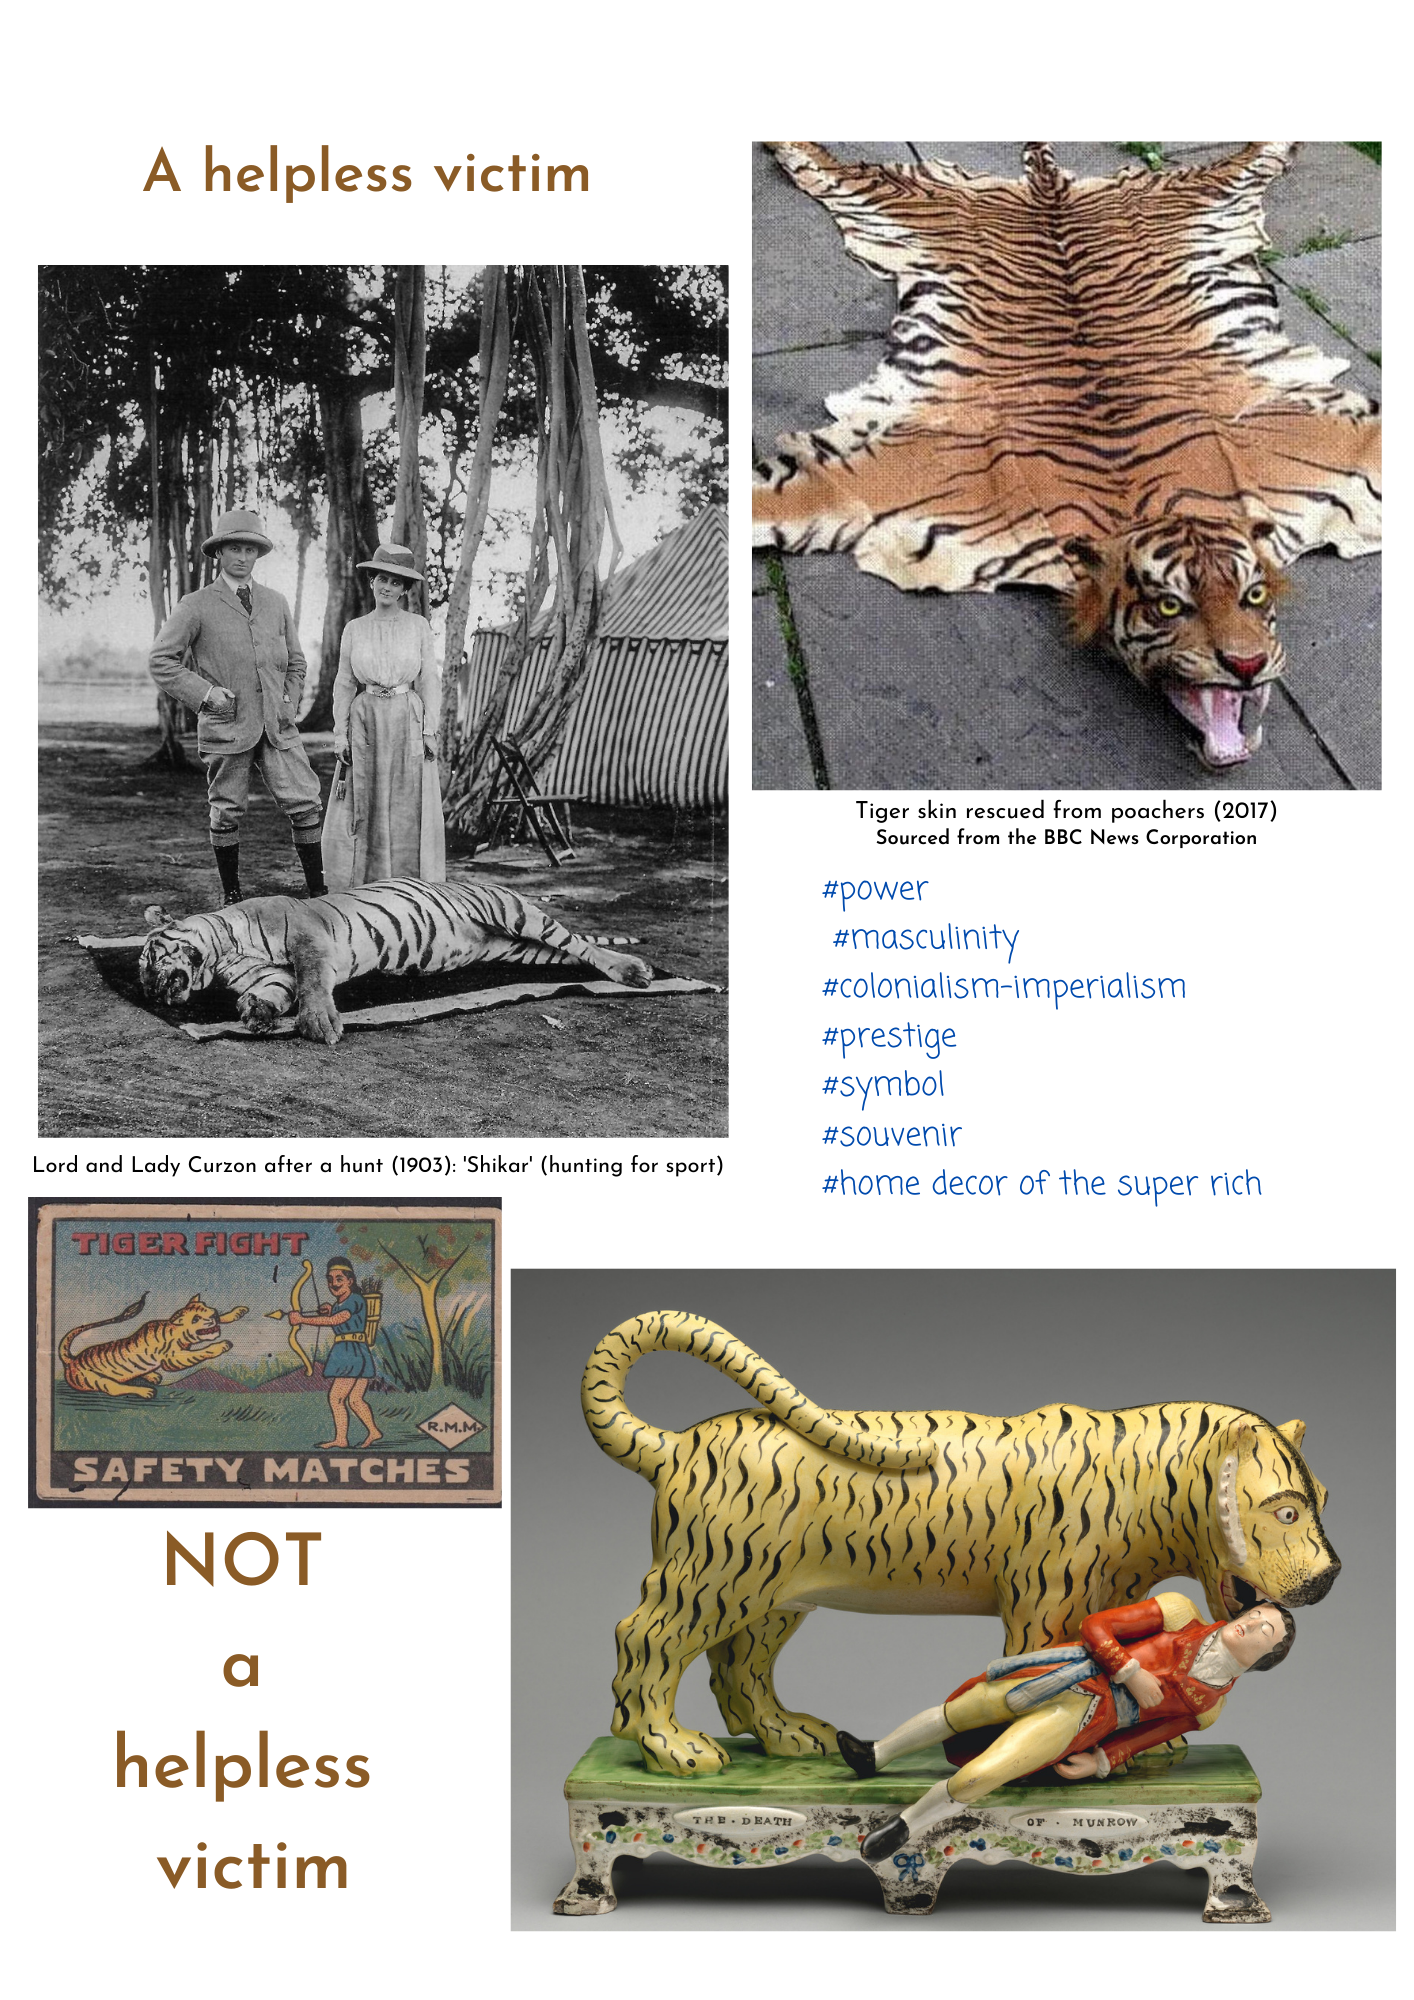 A helpless victim
Tiger skin rescued from poachers (2017)
Sourced from the BBC News Corporation
#power
#masculinity
#colonialism-imperialism
#prestige
#symbol
#souvenir
#home decor of the super rich
Lord and Lady Curzon after a hunt (1903): 'Shikar' (hunting for sport)
TIGER FIGHT
R.M.M.
SAFETY MATCHES
NOT
a
helpless
victim
THE · DEATH
OF · MUNROW